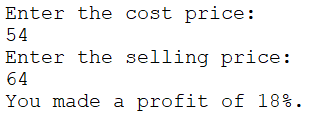 Enter the cost price:
54
Enter the selling price:
64
You made a profit of 18%.